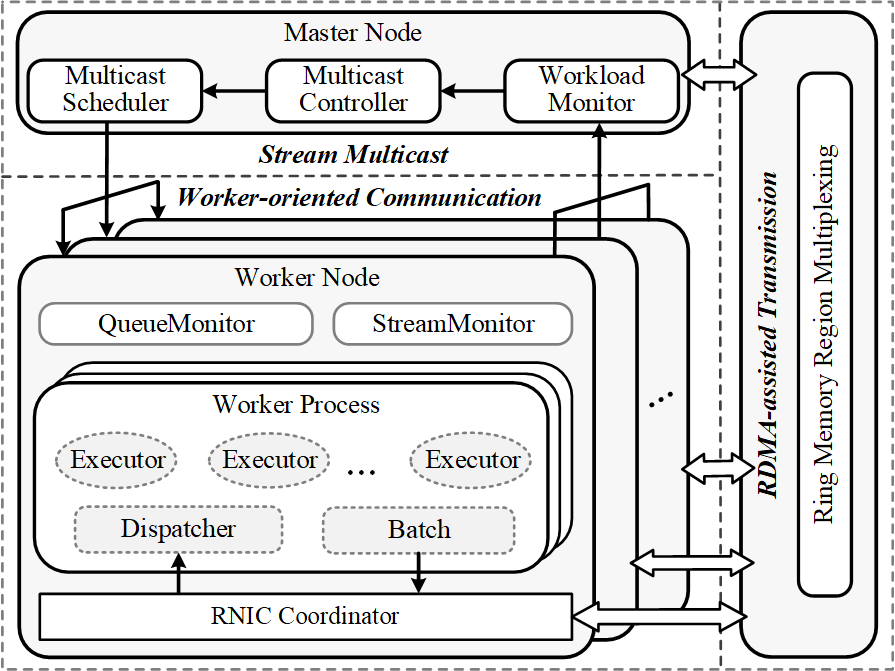 Master Node
Multicast
Scheduler
Multicast
Controller
Workload
Monitor
Stream Multicast
Worker-oriented Communication
Worker Node
QueueMonitor
StreamMonitor
Worker Process
Executor
Executor
...
Executor
Dispatcher
Batch
RNIC Coordinator
...
RDMA-assisted Transmission
Ring Memory Region Multiplexing